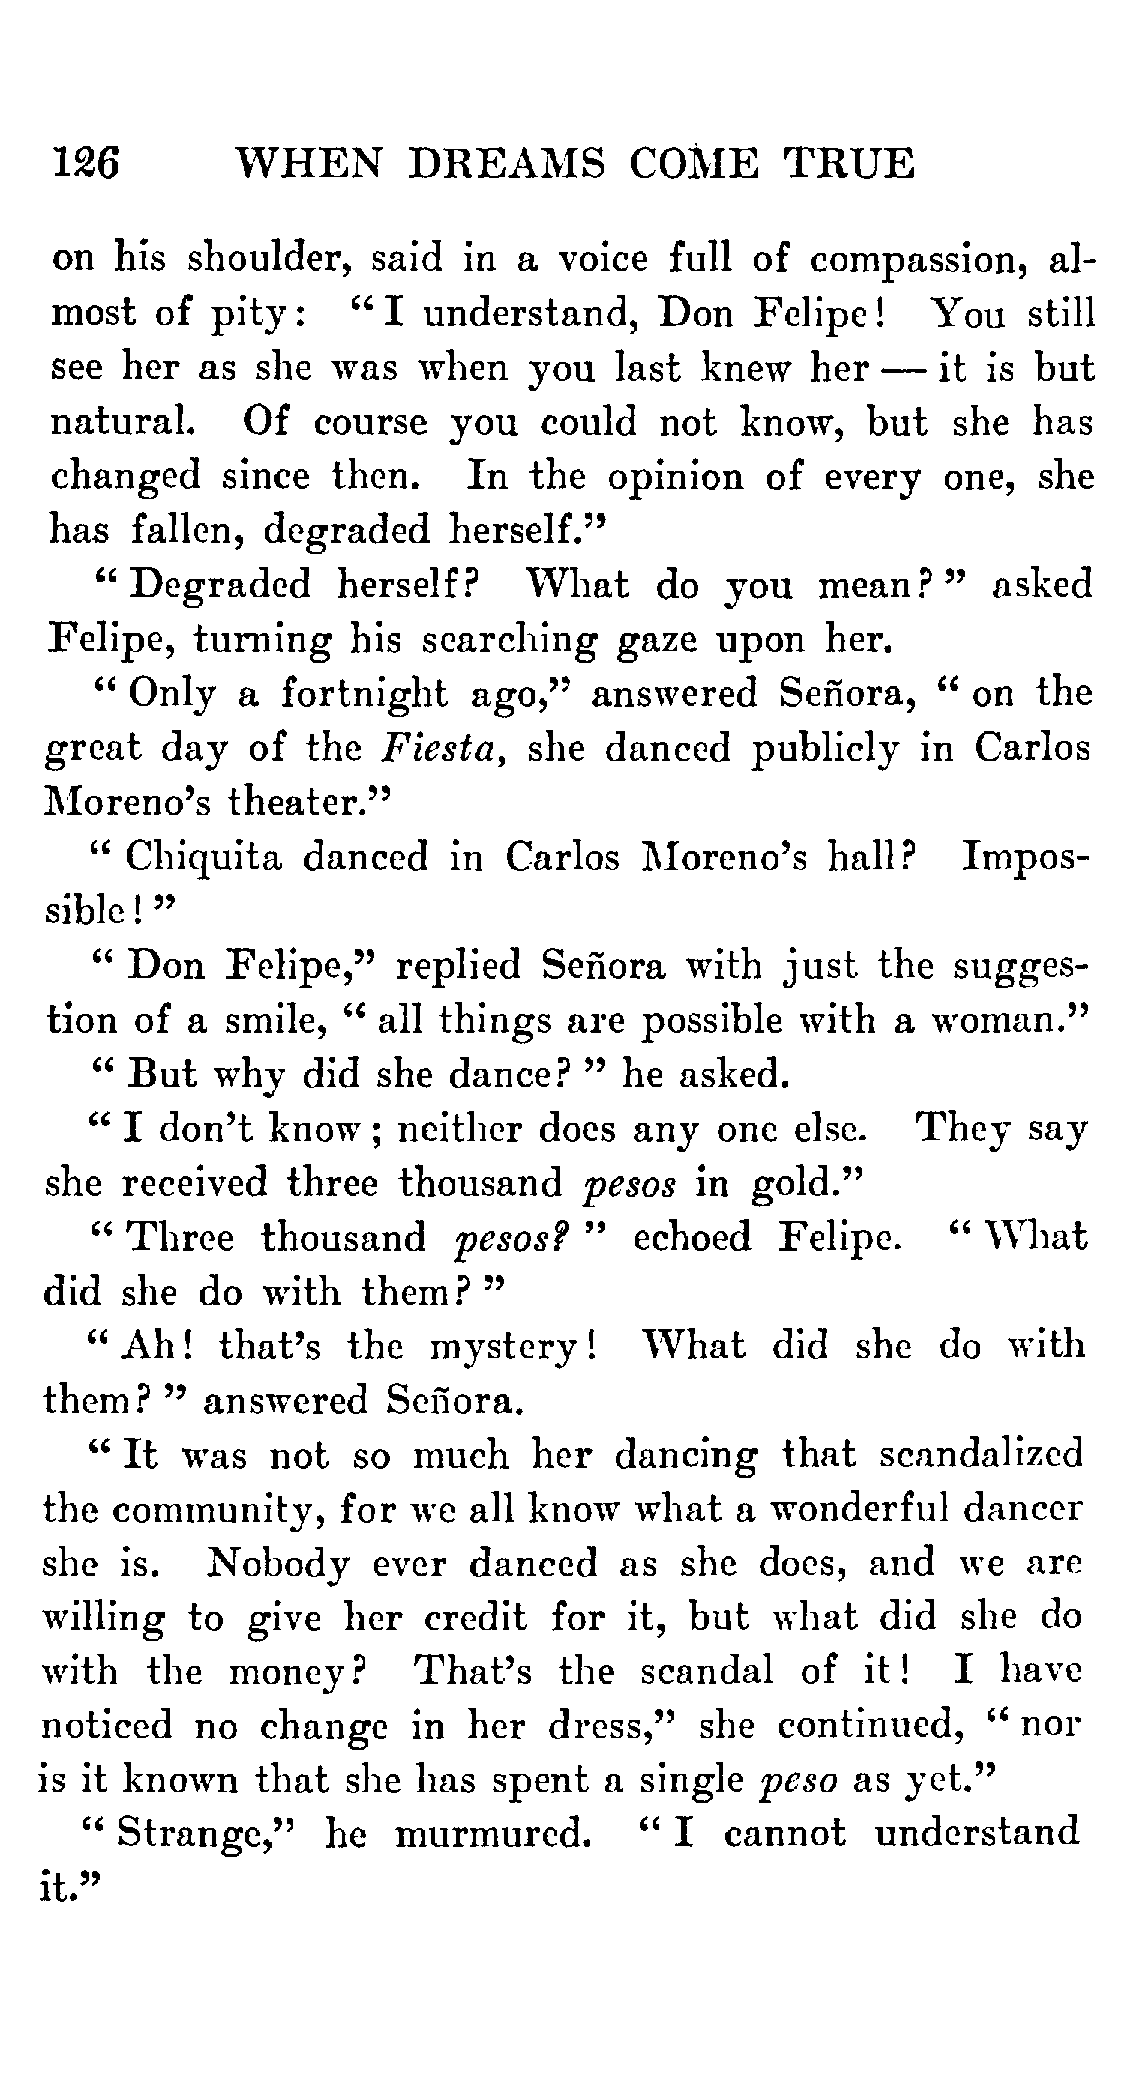 126 WHEN DREAMS COME TRUE
on his shoulder, said in a voice full of compassion, al-
most of pity: "I understand, Don Felipe! You still
see her as she was when you last knew her — it is but
natural. Of course you could not know, but she has
changed since then. In the opinion of every one, she
has fallen, degraded herself."
"Degraded herself? What do you mean?" asked
Felipe, turning his searching gaze upon her.
"Only a fortnight ago," answered Señora, "on the
great day of the Fiesta, she danced publicly in Carlos
Moreno's theater."
"Chiquita danced in Carlos Moreno's hall? Impos-
sible!"
"Don Felipe," replied Señora with just the sugges-
tion of a smile, "all things are possible with a woman."
"But why did she dance?" he asked.
"I don't know; neither does any one else. They say
she received three thousand pesos in gold."
"Three thousand pesos?" echoed Felipe. "What
did she do with them?"
"Ah! that's the mystery! What did she do with
them?" answered Señora.
"It was not so much her dancing that scandalized
the community, for we all know what a wonderful dancer
she is. Nobody ever danced as she does, and we are
willing to give her credit for it, but what did she do
with the money? That's the scandal of it! I have
noticed no change in her dress," she continued, "nor
is it known that she has spent a single peso as yet."
"Strange," he murmured. "I cannot understand
it."